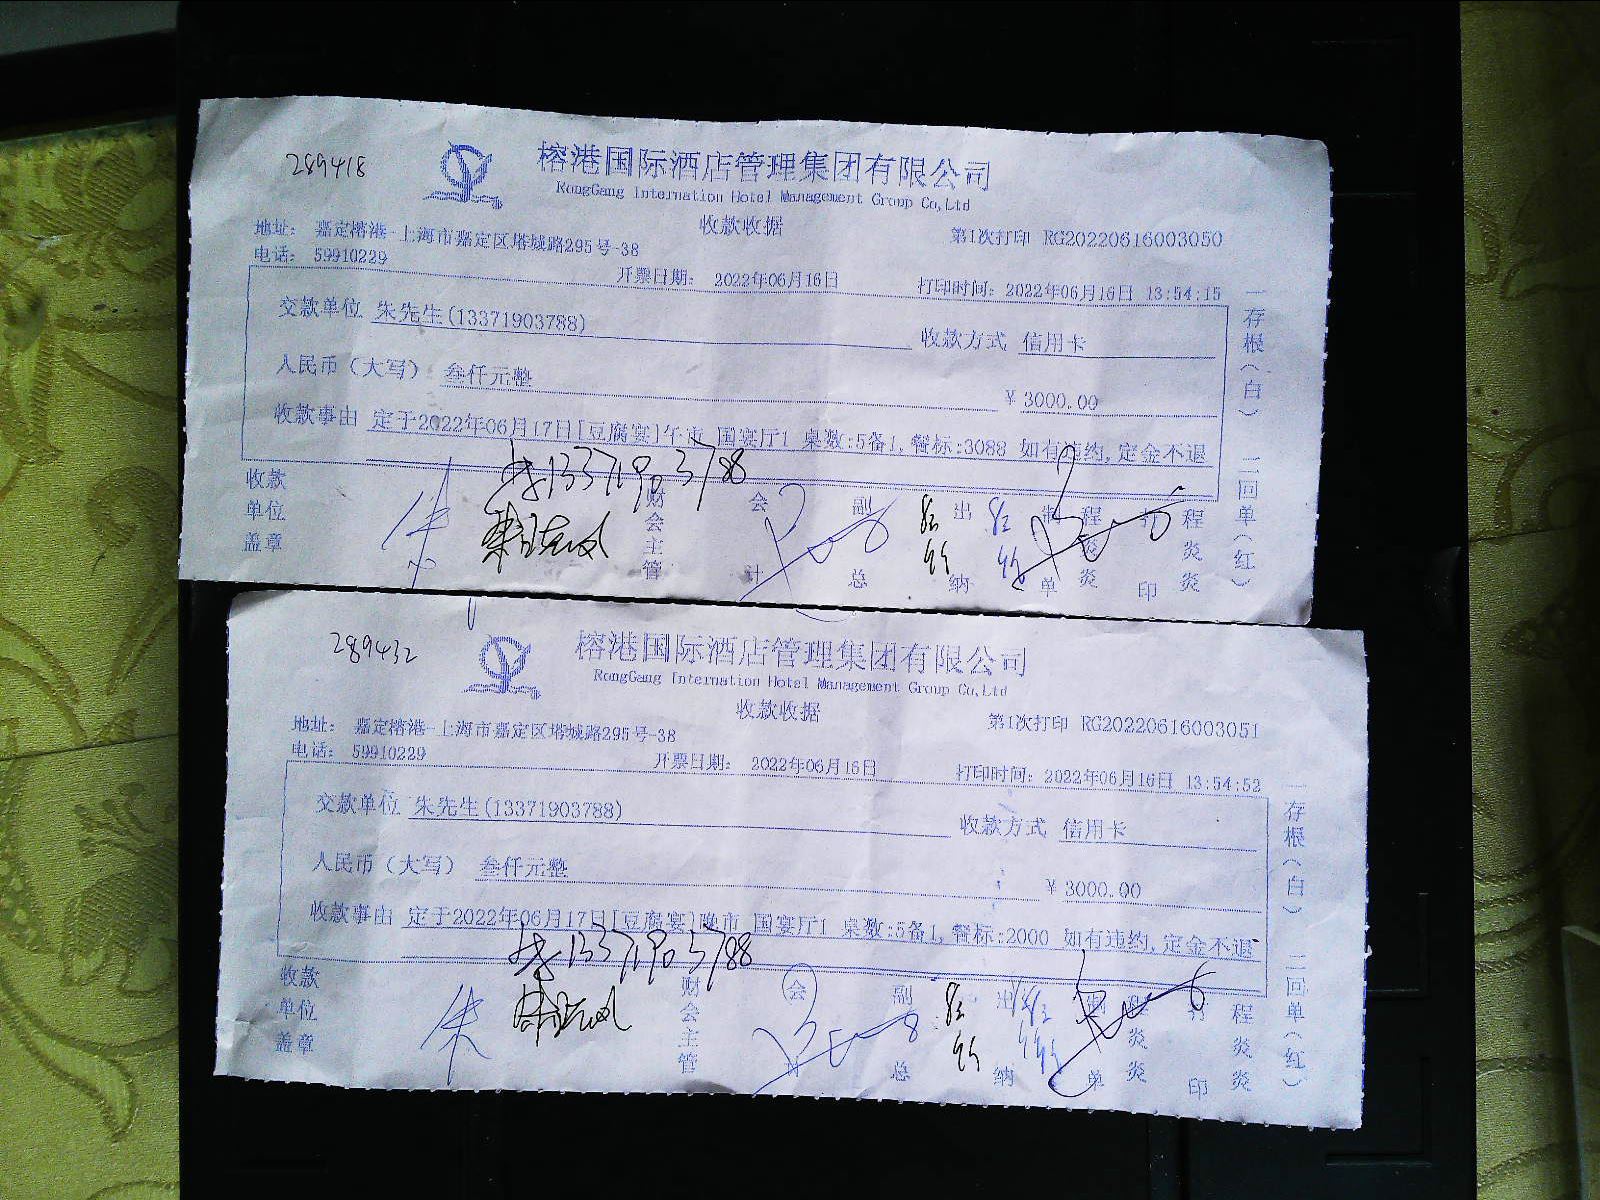 289418
榕港国际酒店管理集团有限公司
RongGang Internation Hotel Management Group Co,Ltd
收款收据
地址： 嘉定榕港-上海市嘉定区塔城路295号-38 第1次打印 RG20220616003050
电话： 59910229 开票日期： 2022年06月16日 打印时间：2022年06月16日 13:54:15
交款单位 朱先生(13371903788) 收款方式 信用卡
人民币（大写） 叁仟元整 ￥3000.00
收款事由 定于2022年06月17日[豆腐宴]午市 国宴厅1 桌数:5备1,餐标:3088 如有违约,定金不退
13371903788
收款单位盖章 朱 财会主管 会计 副总 出纳 制单 程炎炎 打印 程炎炎
一存根（白） 二回单（红）
289432
榕港国际酒店管理集团有限公司
RongGang Internation Hotel Management Group Co,Ltd
收款收据
地址： 嘉定榕港-上海市嘉定区塔城路295号-38 第1次打印 RG20220616003051
电话： 59910229 开票日期： 2022年06月16日 打印时间：2022年06月16日 13:54:52
交款单位 朱先生(13371903788) 收款方式 信用卡
人民币（大写） 叁仟元整 ￥3000.00
收款事由 定于2022年06月17日[豆腐宴]晚市 国宴厅1 桌数:5备1,餐标:2000 如有违约,定金不退
13371903788
收款单位盖章 朱 财会主管 会计 副总 出纳 制单 程炎炎 打印 程炎炎
一存根（白） 二回单（红）